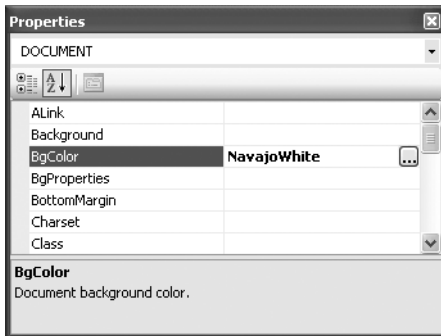 Properties
DOCUMENT
ALink
Background
BgColor NavajoWhite ...
BgProperties
BottomMargin
Charset
Class
BgColor
Document background color.